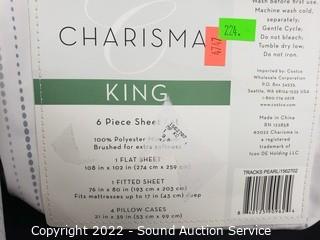 CHARISMA
KING
6 Piece Sheet
100% Polyester
Brushed for extra softness
1 FLAT SHEET
108 in x 102 in (274 cm x 259 cm)
1 FITTED SHEET
76 in x 80 in (193 cm x 203 cm)
Fits mattresses up to 17 in (43 cm) deep
4 PILLOW CASES
21 in x 39 in (53 cm x 99 cm)
224.
Wash before first use.
Machine wash cold,
separately,
Gentle Cycle;
Do not bleach;
Tumble dry low;
Do not iron.
Imported by: Costco
Wholesale Corporation
P.O. Box 34535,
Seattle, WA 98124-1535 USA
1-800-774-2678
www.costco.com
Made in China
RN 122858
©2022 Charisma is
a registered
trademark of
Icon DE Holding LLC
TRACKS PEARL/1962702
Copyright 2022 - Sound Auction Service